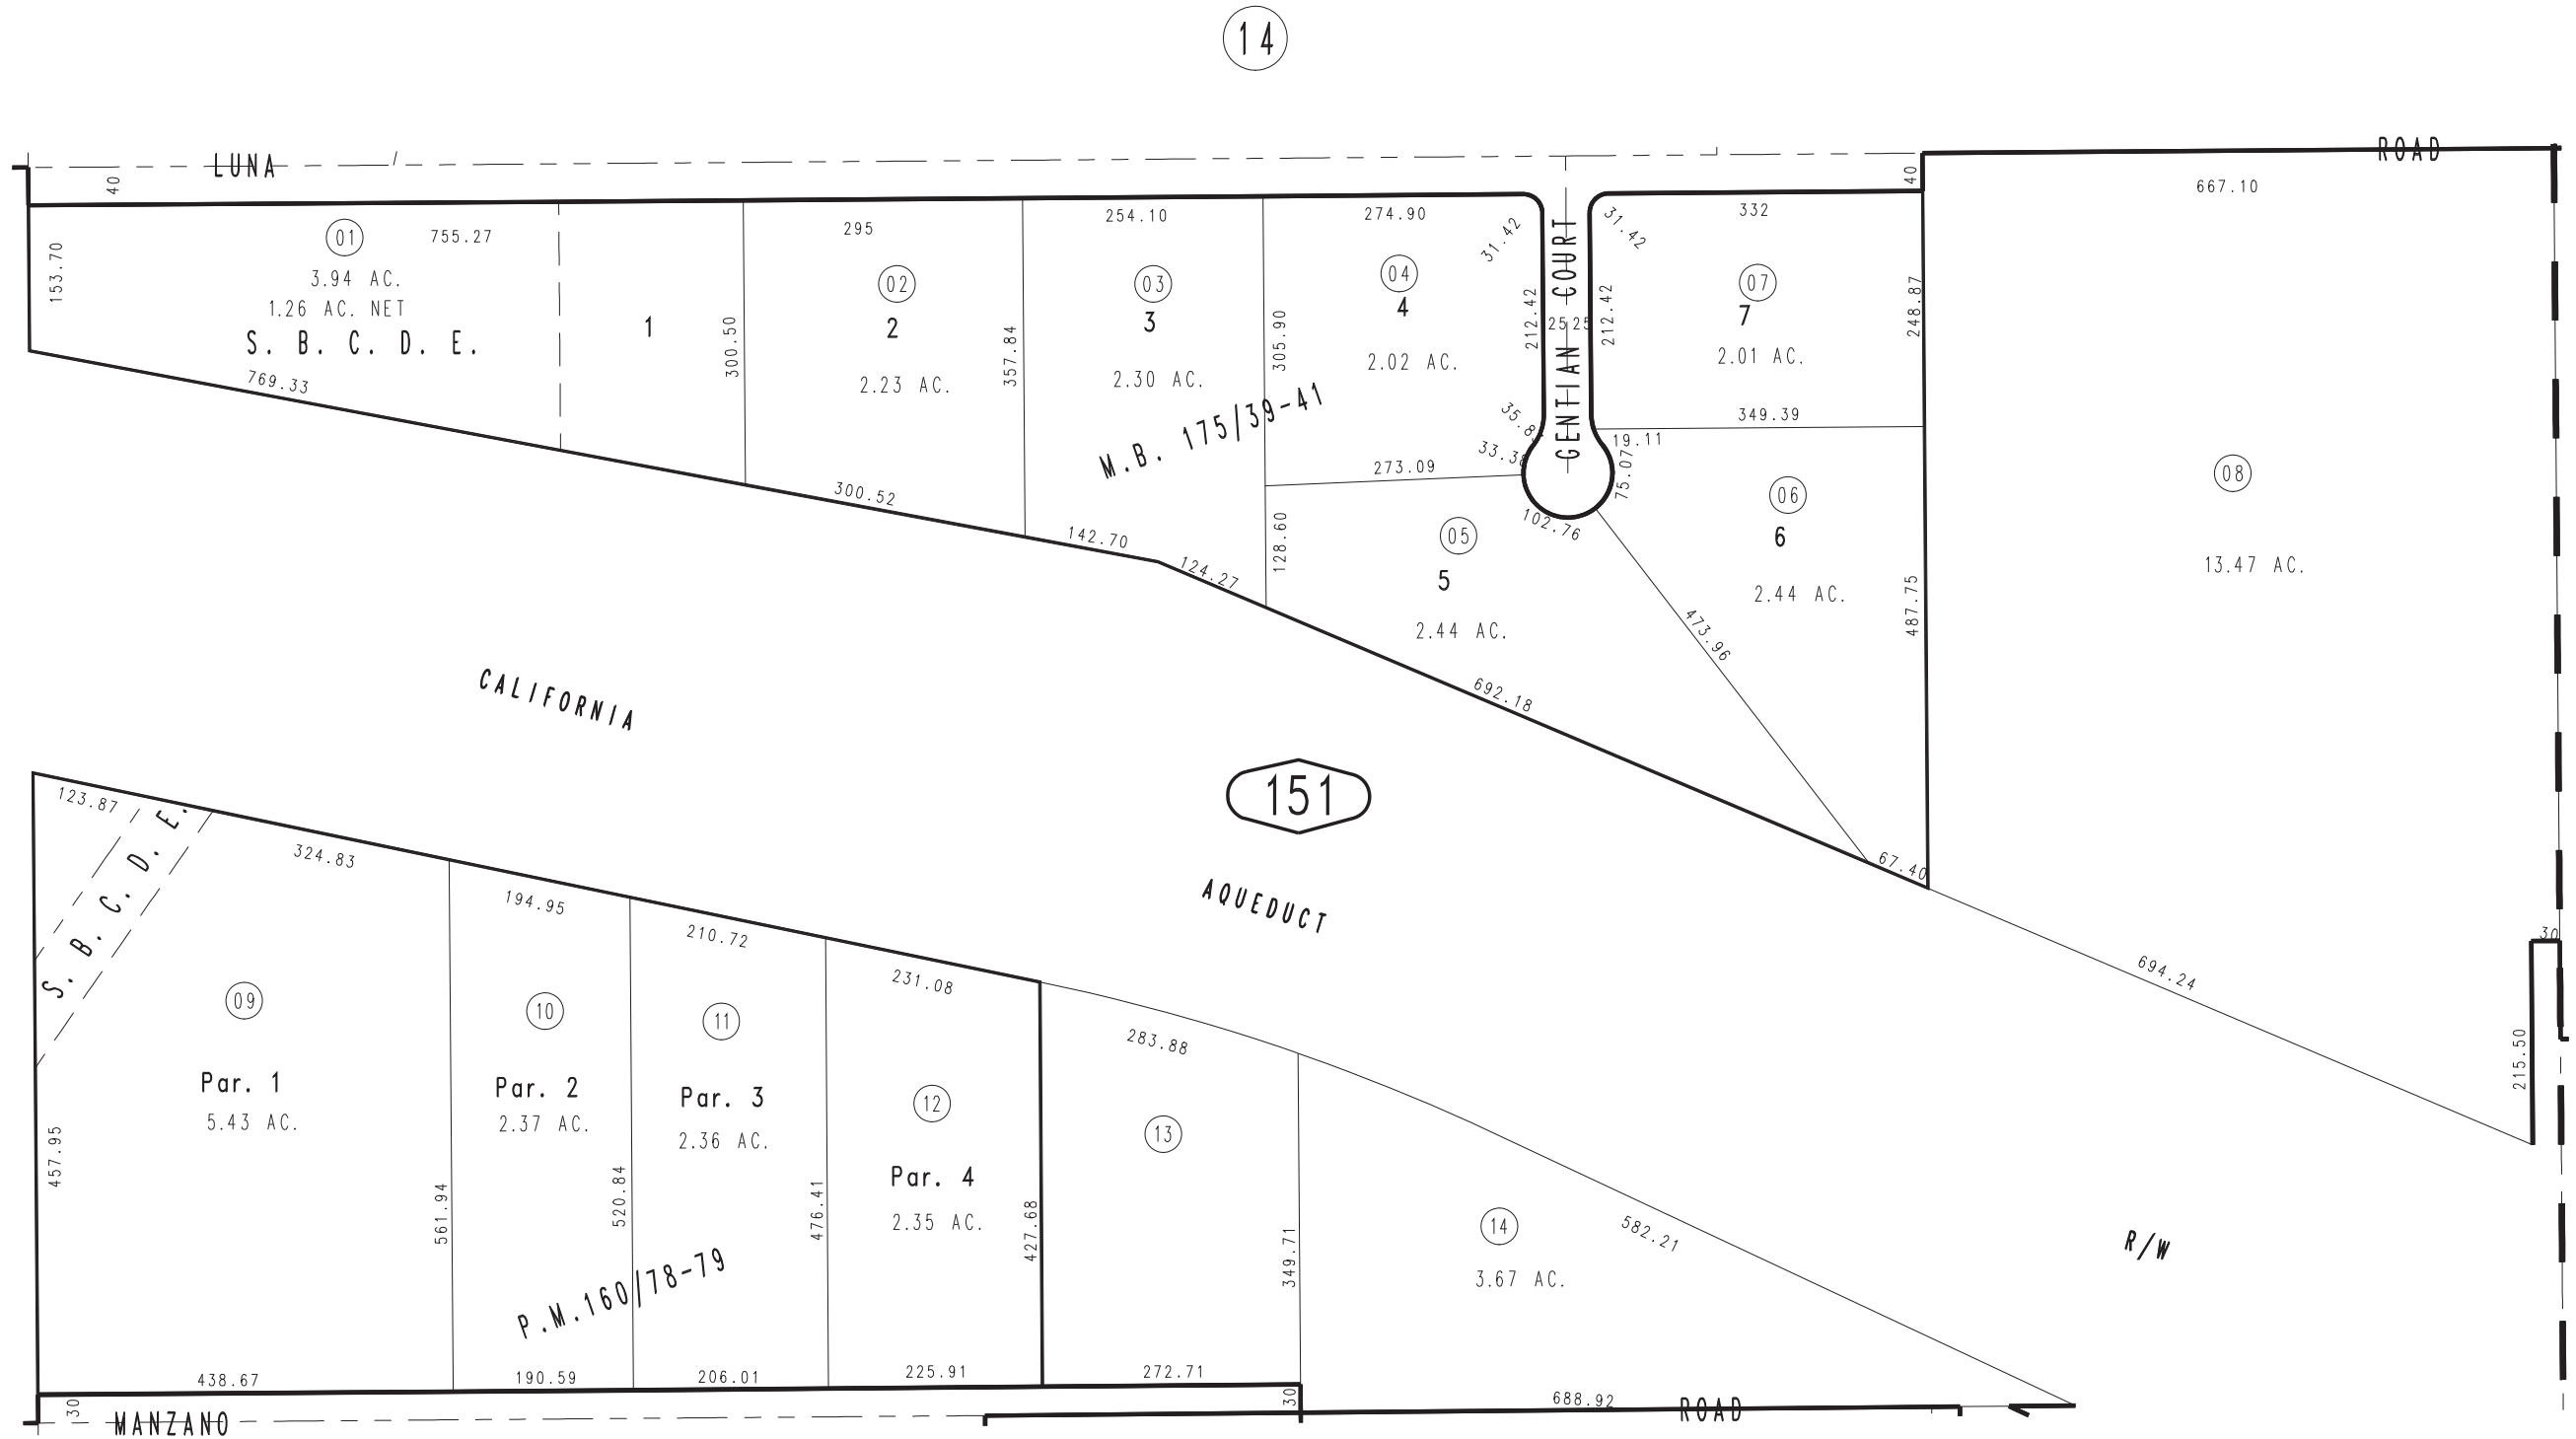 14
LUNA
ROAD
40
40
667.10
01
755.27
153.70
3.94 AC.
1.26 AC. NET
S. B. C. D. E.
769.33
1
300.50
295
02
2
2.23 AC.
300.52
357.84
254.10
03
3
2.30 AC.
142.70
124.27
M.B. 175/39-41
305.90
128.60
274.90
04
4
2.02 AC.
31.42
212.42
273.09
33.38
GENTIAN COURT
25
25
31.42
212.42
332
07
7
2.01 AC.
248.87
349.39
19.11
75.07
102.76
05
5
2.44 AC.
692.18
06
6
2.44 AC.
473.96
487.75
67.40
08
13.47 AC.
694.24
30
215.50
CALIFORNIA
151
AQUEDUCT
R/W
123.87
S. B. C. D. E.
324.83
09
Par. 1
5.43 AC.
457.95
438.67
194.95
10
Par. 2
2.37 AC.
561.94
190.59
210.72
11
Par. 3
2.36 AC.
520.84
206.01
P.M.160/78-79
231.08
12
Par. 4
2.35 AC.
476.41
225.91
427.68
283.88
13
349.71
272.71
14
3.67 AC.
582.21
688.92
30
30
MANZANO
ROAD